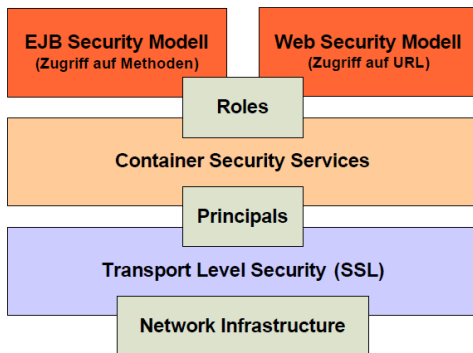 EJB Security Modell
(Zugriff auf Methoden)
Web Security Modell
(Zugriff auf URL)
Roles
Container Security Services
Principals
Transport Level Security (SSL)
Network Infrastructure